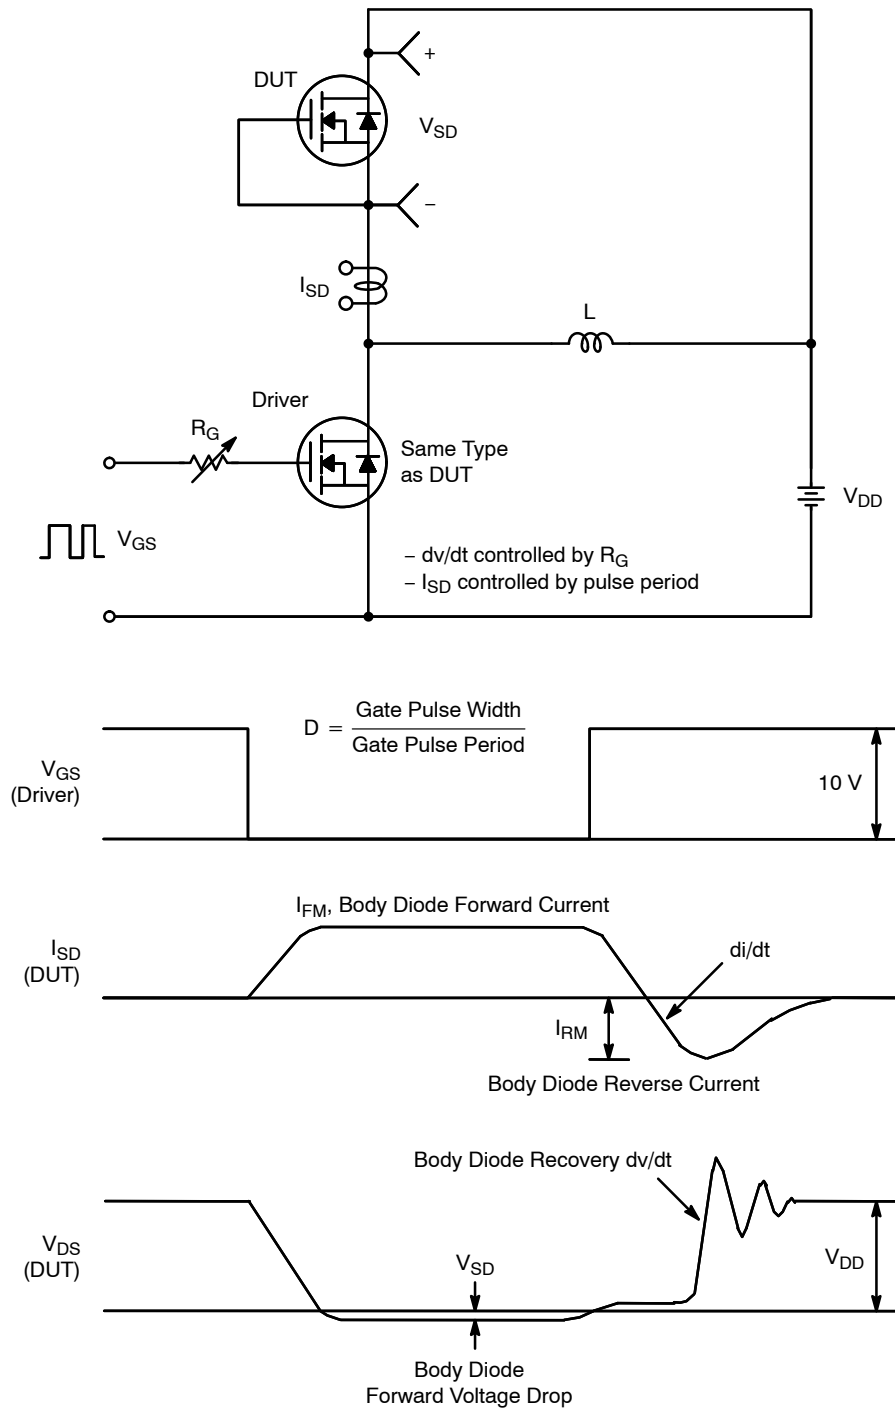 +
DUT
V_SD
−
I_SD
L
Driver
R_G
Same Type
as DUT
V_DD
V_GS
− dv/dt controlled by R_G
− I_SD controlled by pulse period
D = Gate Pulse Width
Gate Pulse Period
V_GS
(Driver)
10 V
I_FM, Body Diode Forward Current
I_SD
(DUT)
di/dt
I_RM
Body Diode Reverse Current
Body Diode Recovery dv/dt
V_DS
(DUT)
V_SD
V_DD
Body Diode
Forward Voltage Drop